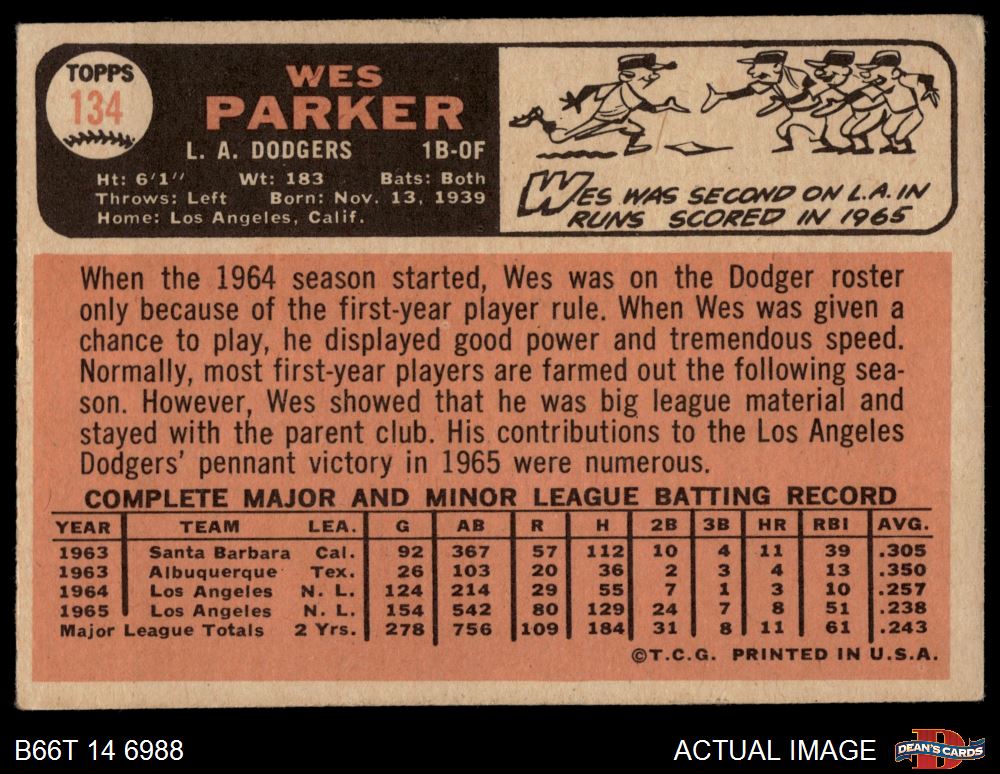 TOPPS
134
WES
PARKER
L. A. DODGERS 1B-OF
Ht: 6'1" Wt: 183 Bats: Both
Throws: Left Born: Nov. 13, 1939
Home: Los Angeles, Calif.
WES WAS SECOND ON L.A. IN
RUNS SCORED IN 1965
When the 1964 season started, Wes was on the Dodger roster
only because of the first-year player rule. When Wes was given a
chance to play, he displayed good power and tremendous speed.
Normally, most first-year players are farmed out the following sea-
son. However, Wes showed that he was big league material and
stayed with the parent club. His contributions to the Los Angeles
Dodgers' pennant victory in 1965 were numerous.
COMPLETE MAJOR AND MINOR LEAGUE BATTING RECORD
YEAR TEAM LEA. G AB R H 2B 3B HR RBI AVG.
1963 Santa Barbara Cal. 92 367 57 112 10 4 11 39 .305
1963 Albuquerque Tex. 26 103 20 36 2 3 4 13 .350
1964 Los Angeles N. L. 124 214 29 55 7 1 3 10 .257
1965 Los Angeles N. L. 154 542 80 129 24 7 8 51 .238
Major League Totals 2 Yrs. 278 756 109 184 31 8 11 61 .243
©T.C.G. PRINTED IN U.S.A.
B66T 14 6988 ACTUAL IMAGE
DEAN'S CARDS